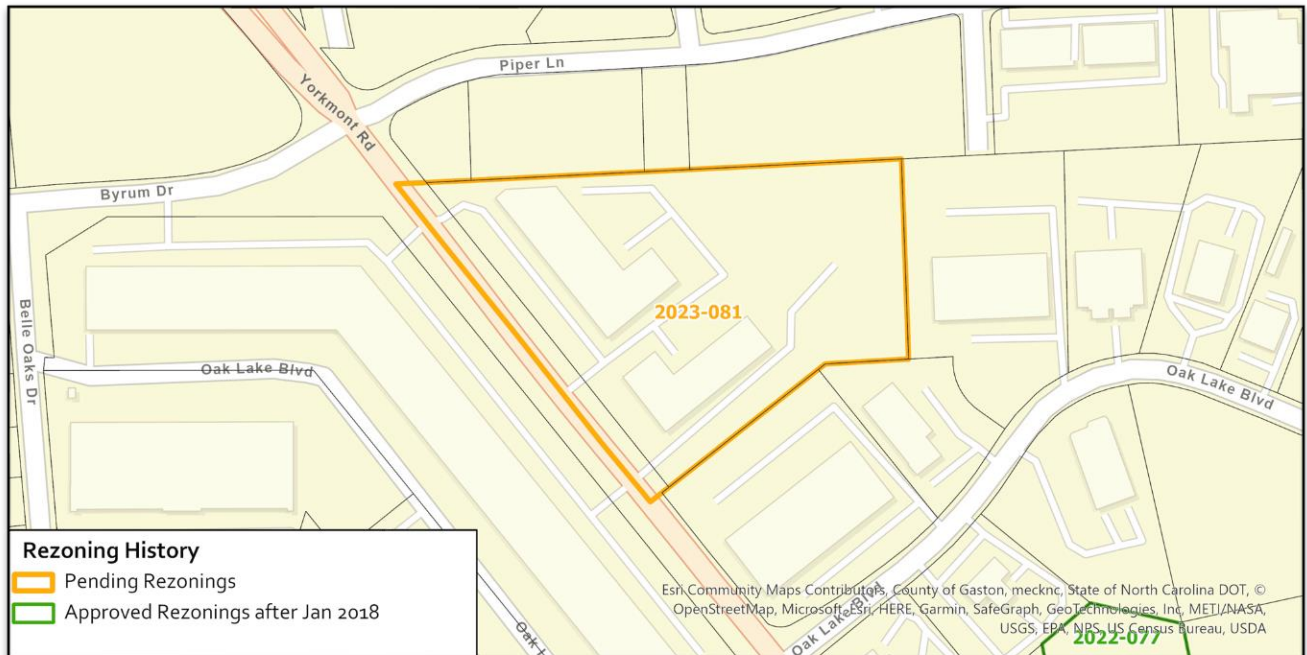 Piper Ln
Yorkmont Rd
Byrum Dr
2023-081
Belle Oaks Dr
Oak Lake Blvd
Oak Lake Blvd
Rezoning History
Pending Rezonings
Approved Rezonings after Jan 2018
Oak L
Oak Lake Blvd
Esri Community Maps Contributors, County of Gaston, mecknc, State of North Carolina DOT, ©
OpenStreetMap, Microsoft, Esri, HERE, Garmin, SafeGraph, GeoTechnologies, Inc, METI/NASA,
USGS, EPA, NPS, US Census Bureau, USDA
2022-077